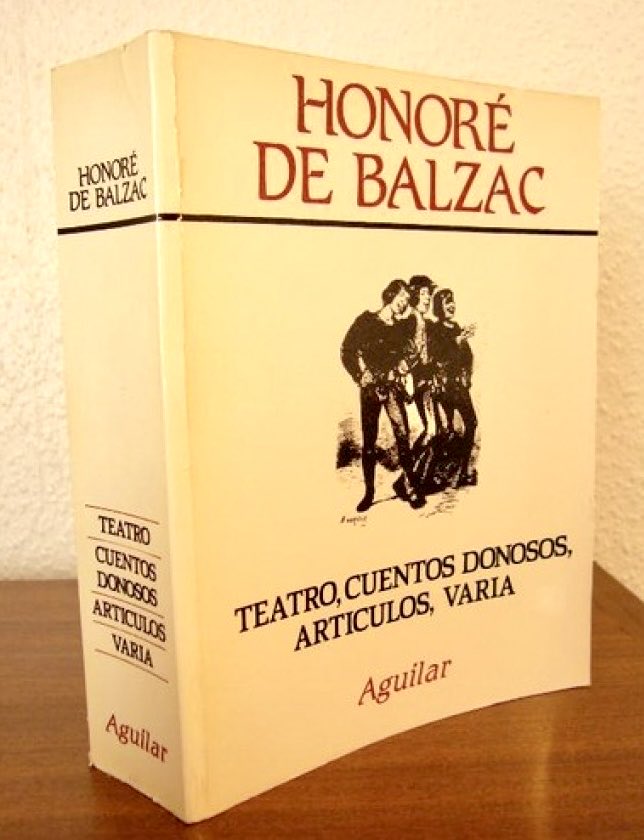 HONORÉ
DE BALZAC
TEATRO
CUENTOS
DONOSOS
ARTICULOS
VARIA
Aguilar
HONORÉ
DE BALZAC
TEATRO, CUENTOS DONOSOS,
ARTICULOS, VARIA
Aguilar